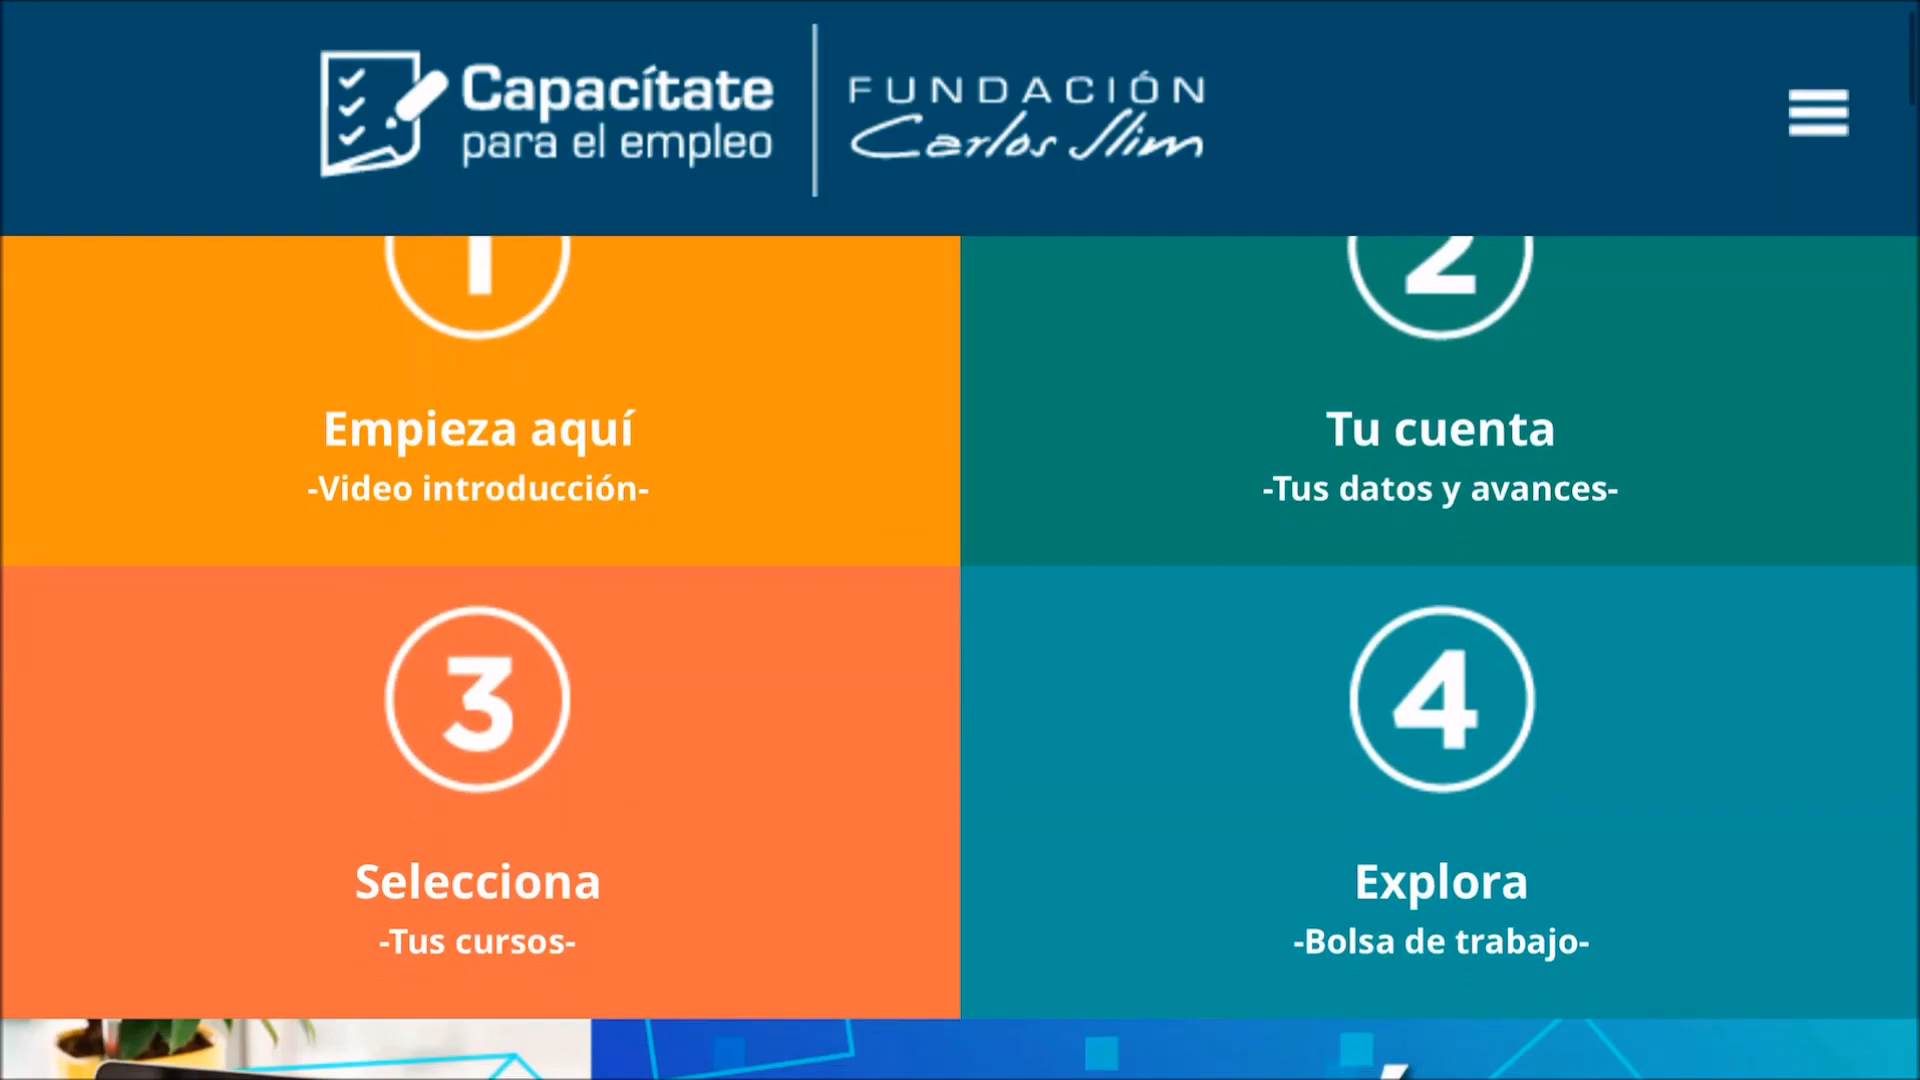 Capacítate
para el empleo
FUNDACIÓN
Carlos Slim
1
2
Empieza aquí
-Video introducción-
Tu cuenta
-Tus datos y avances-
3
4
Selecciona
-Tus cursos-
Explora
-Bolsa de trabajo-